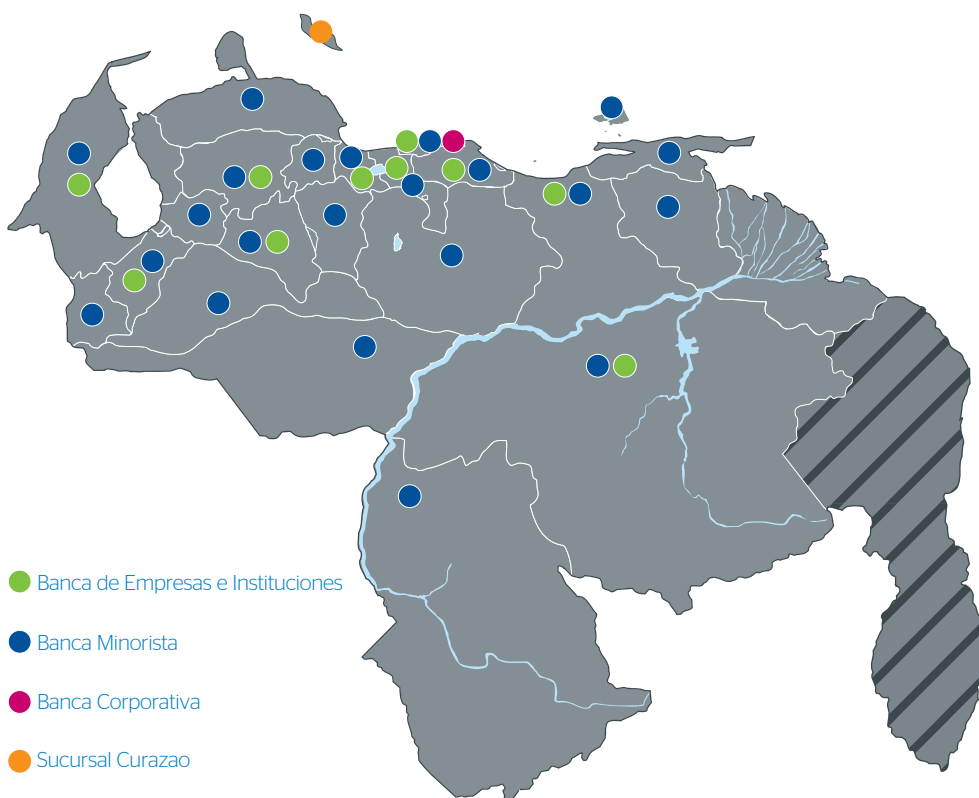 Banca de Empresas e Instituciones
Banca Minorista
Banca Corporativa
Sucursal Curazao